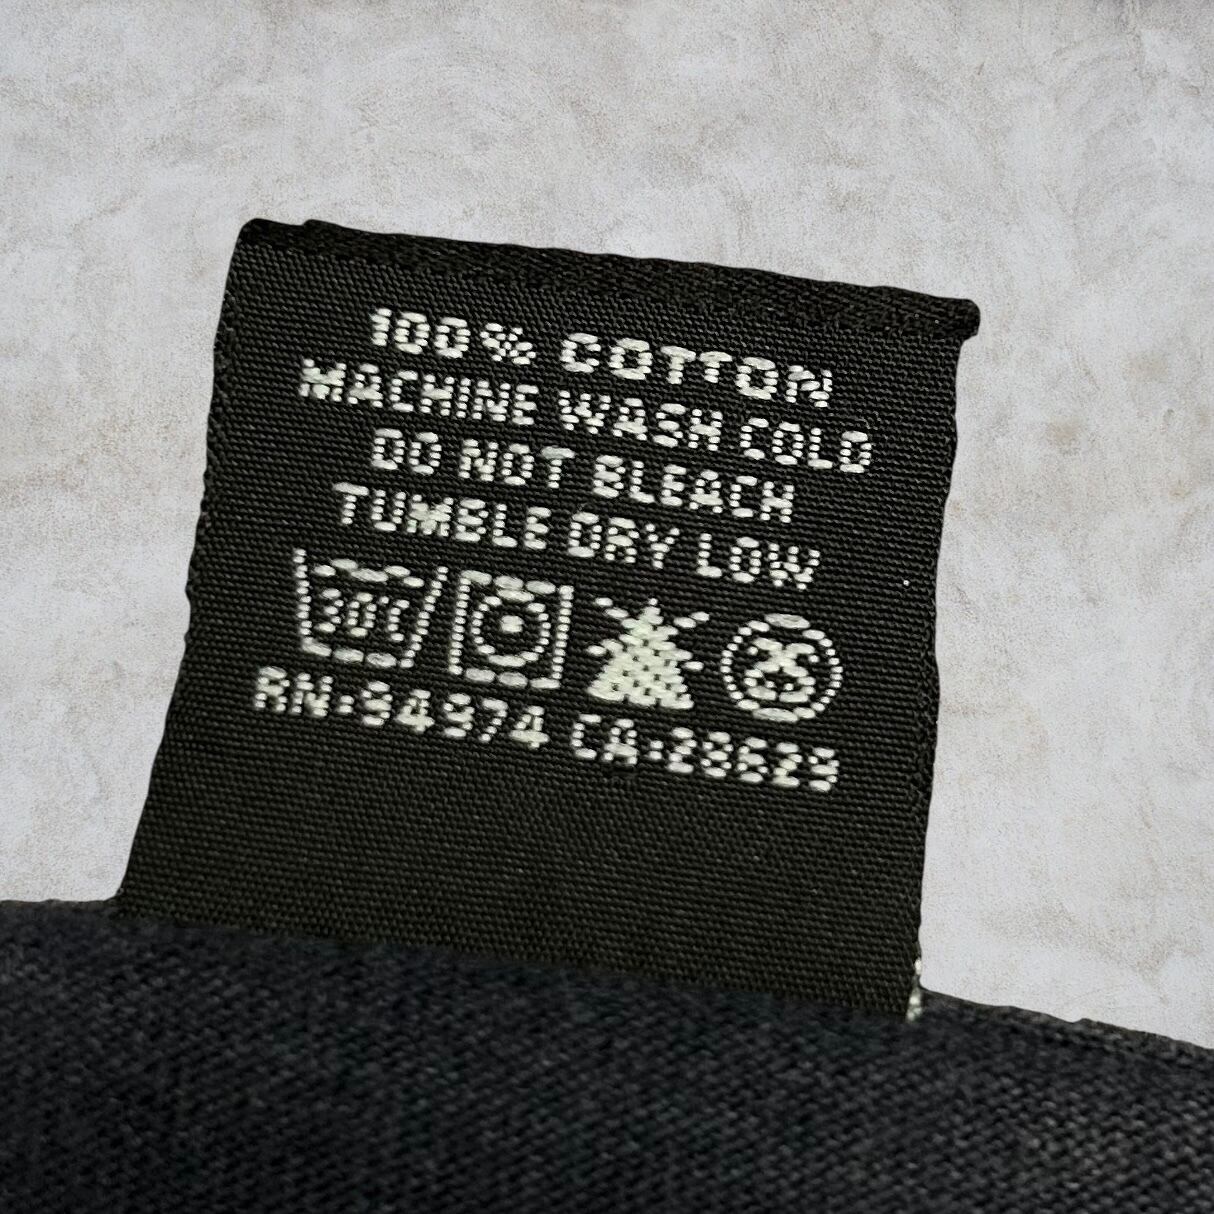 100% COTTON
MACHINE WASH COLD
DO NOT BLEACH
TUMBLE DRY LOW
30°C
RN:94974 CA:28629